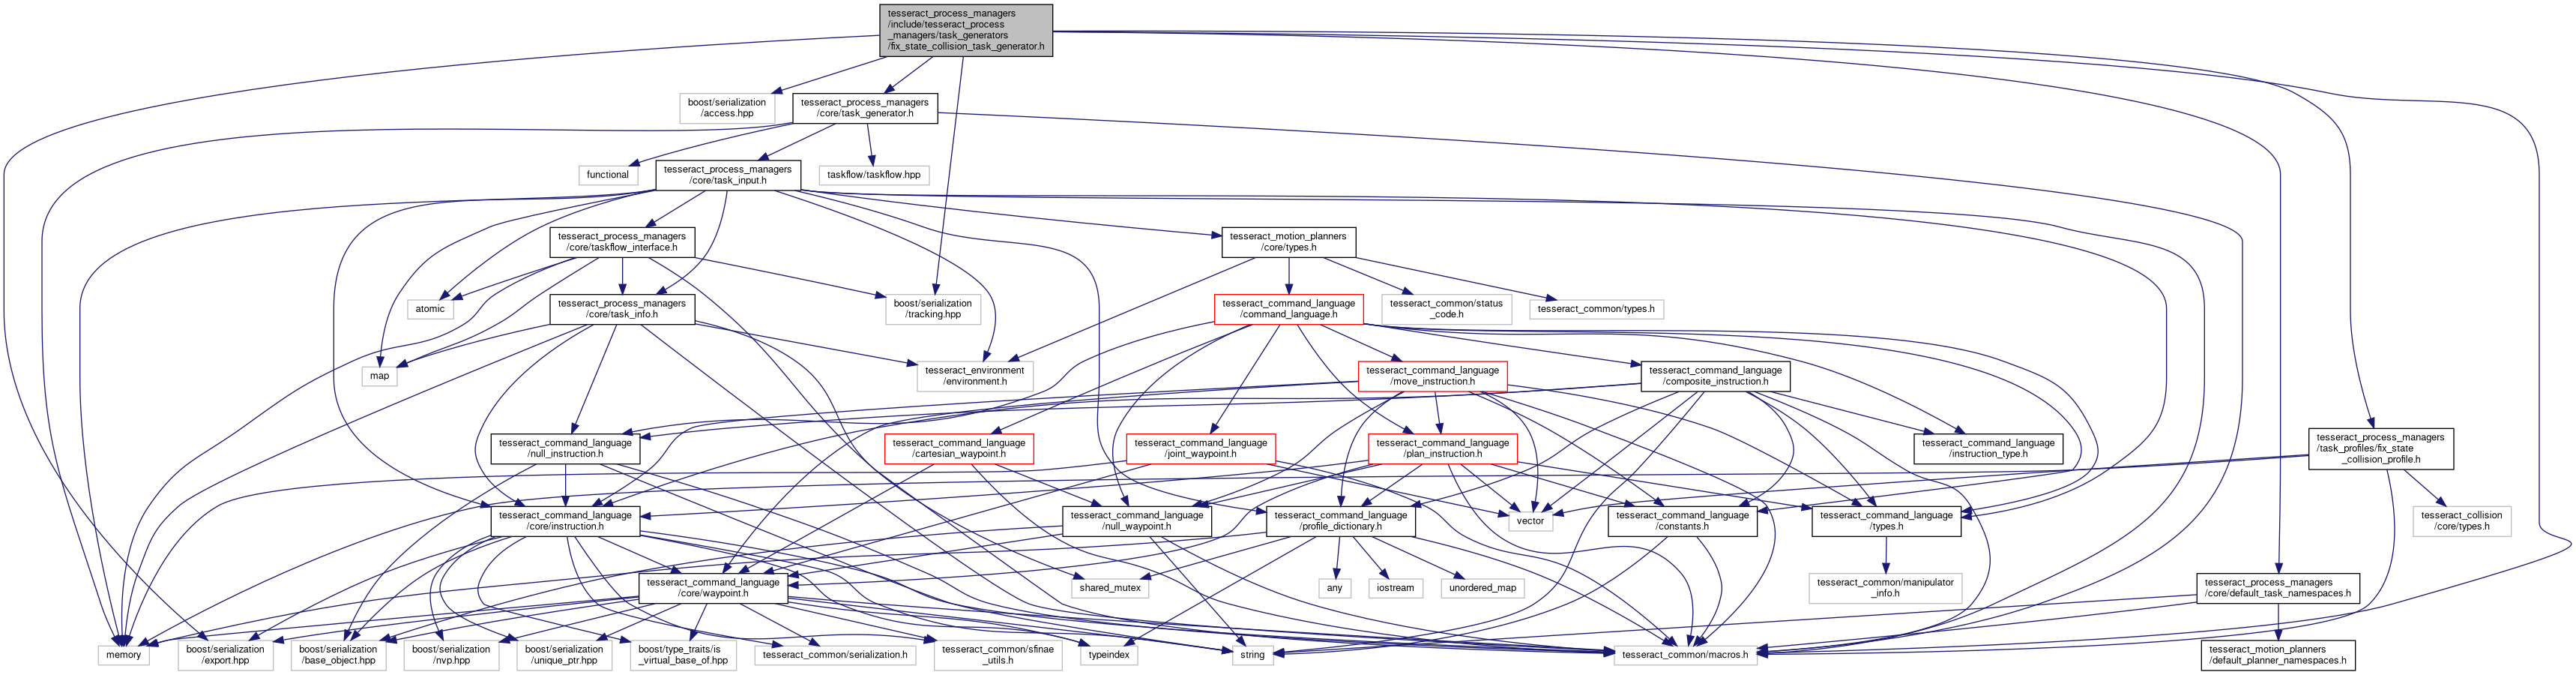 tesseract_process_managers
/include/tesseract_process
_managers/task_generators
/fix_state_collision_task_generator.h
boost/serialization
/access.hpp
tesseract_process_managers
/core/task_generator.h
functional
tesseract_process_managers
/core/task_input.h
taskflow/taskflow.hpp
tesseract_process_managers
/core/taskflow_interface.h
tesseract_motion_planners
/core/types.h
atomic
tesseract_process_managers
/core/task_info.h
boost/serialization
/tracking.hpp
tesseract_command_language
/command_language.h
tesseract_common/status
_code.h
tesseract_common/types.h
map
tesseract_environment
/environment.h
tesseract_command_language
/move_instruction.h
tesseract_command_language
/composite_instruction.h
tesseract_command_language
/null_instruction.h
tesseract_command_language
/cartesian_waypoint.h
tesseract_command_language
/joint_waypoint.h
tesseract_command_language
/plan_instruction.h
tesseract_command_language
/instruction_type.h
tesseract_process_managers
/task_profiles/fix_state
_collision_profile.h
tesseract_command_language
/core/instruction.h
tesseract_command_language
/null_waypoint.h
tesseract_command_language
/profile_dictionary.h
vector
tesseract_command_language
/constants.h
tesseract_command_language
/types.h
tesseract_collision
/core/types.h
tesseract_command_language
/core/waypoint.h
shared_mutex
any
iostream
unordered_map
tesseract_common/manipulator
_info.h
tesseract_process_managers
/core/default_task_namespaces.h
memory
boost/serialization
/export.hpp
boost/serialization
/base_object.hpp
boost/serialization
/nvp.hpp
boost/serialization
/unique_ptr.hpp
boost/type_traits/is
_virtual_base_of.hpp
tesseract_common/serialization.h
tesseract_common/sfinae
_utils.h
typeindex
string
tesseract_common/macros.h
tesseract_motion_planners
/default_planner_namespaces.h